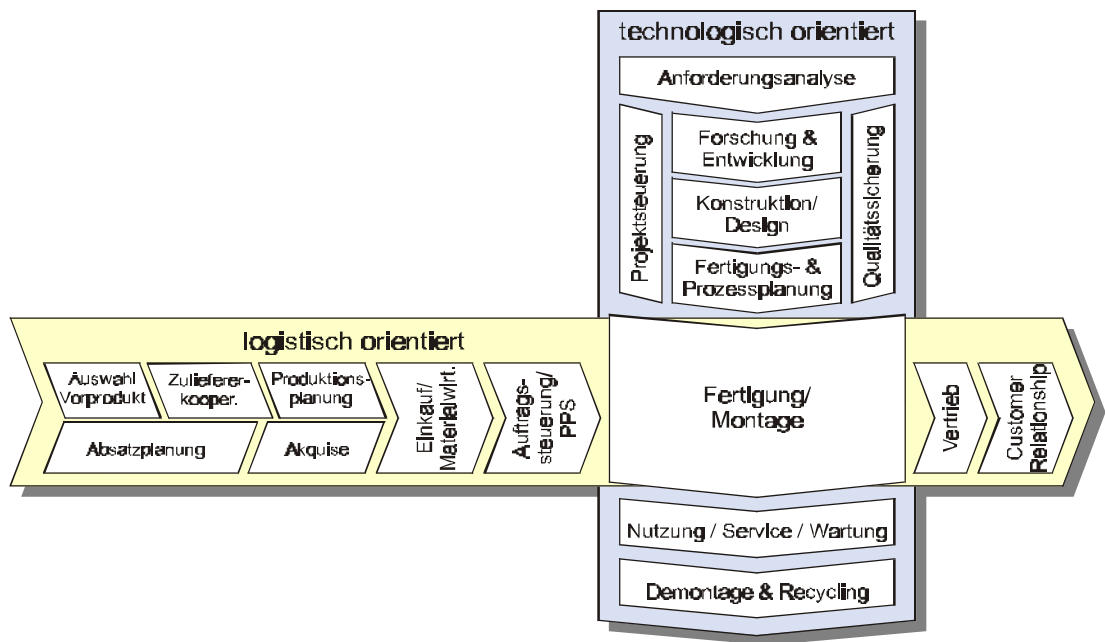 technologisch orientiert
Anforderungsanalyse
Projektsteuerung
Forschung &
Entwicklung
Konstruktion/
Design
Fertigungs- &
Prozessplanung
Qualitätssicherung
logistisch orientiert
Auswahl
Vorprodukt
Zulieferer-
kooper.
Produktions-
planung
Absatzplanung
Akquise
Einkauf/
Materialwirt.
Auftrags-
steuerung/
PPS
Fertigung/
Montage
Vertrieb
Customer
Relationship
Nutzung / Service / Wartung
Demontage & Recycling